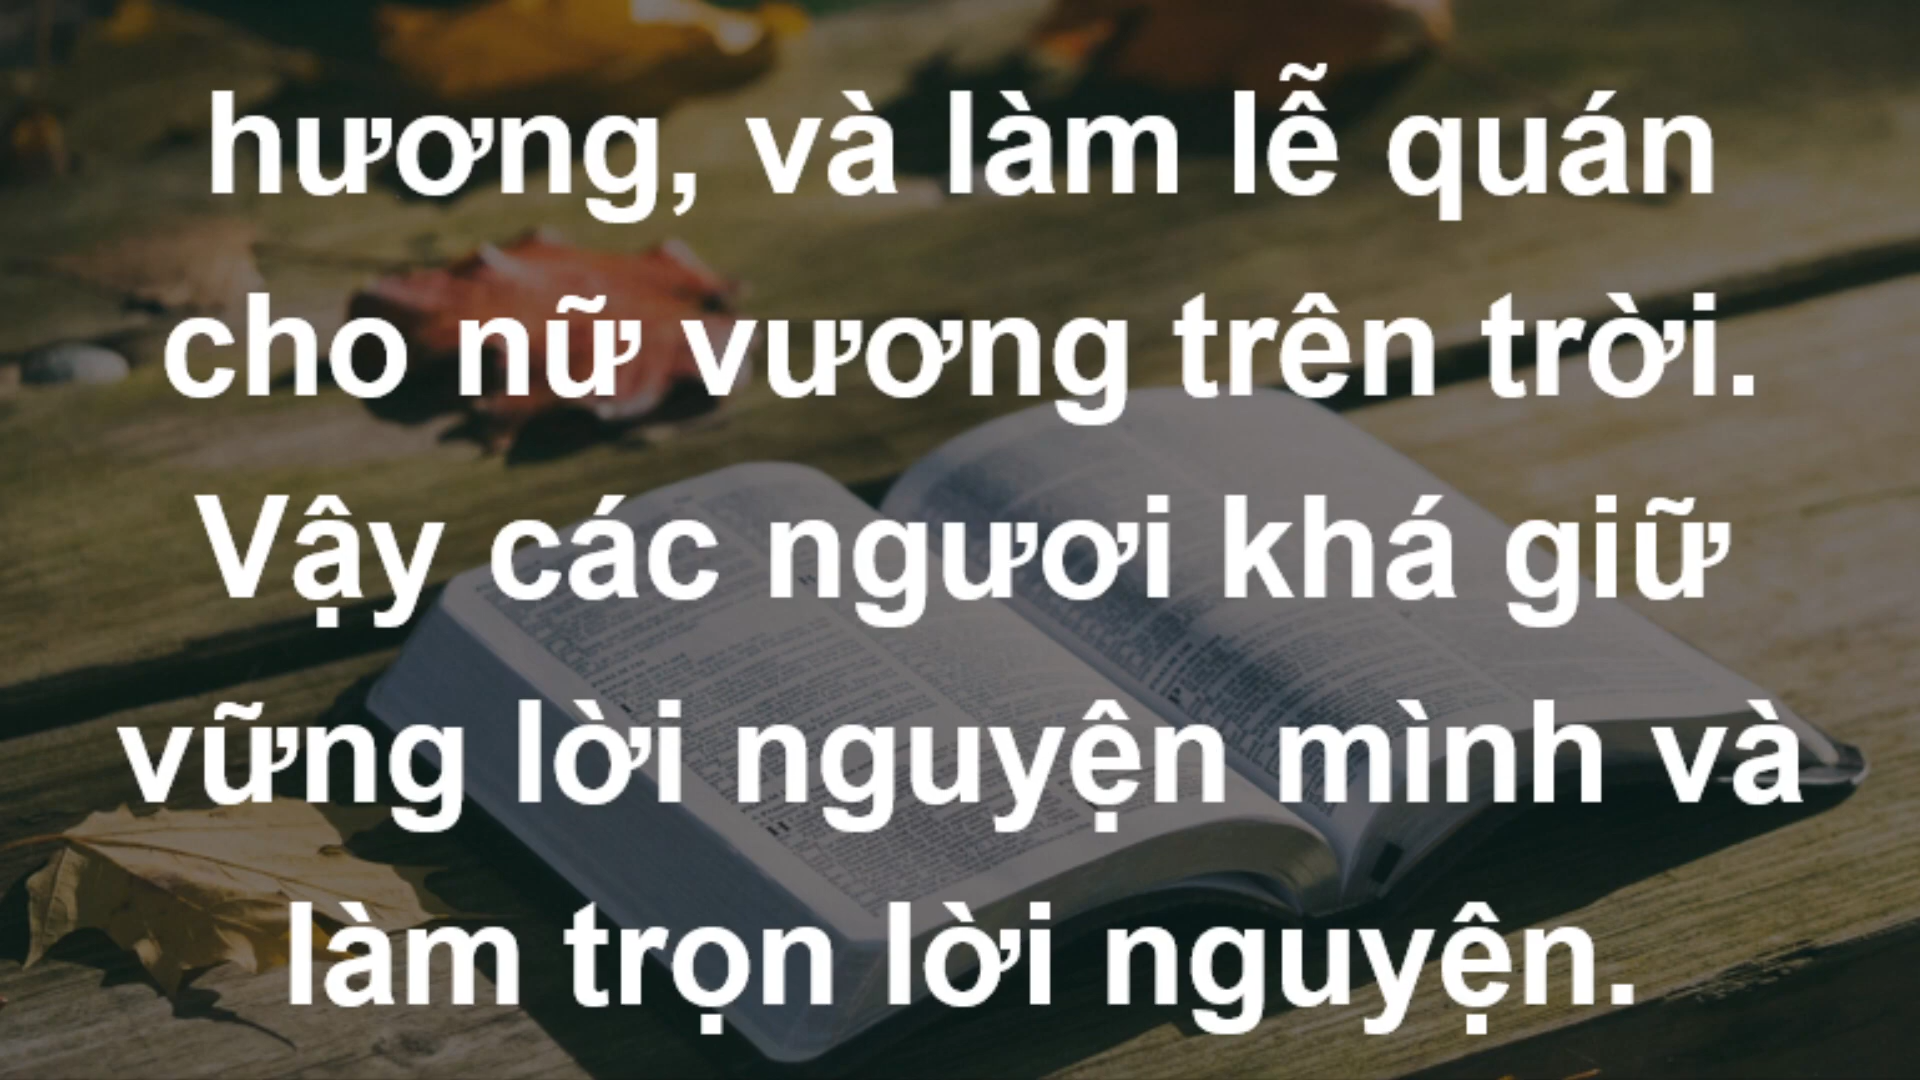 hương, và làm lễ quán
cho nữ vương trên trời.
Vậy các ngươi khá giữ
vững lời nguyện mình và
làm trọn lời nguyện.